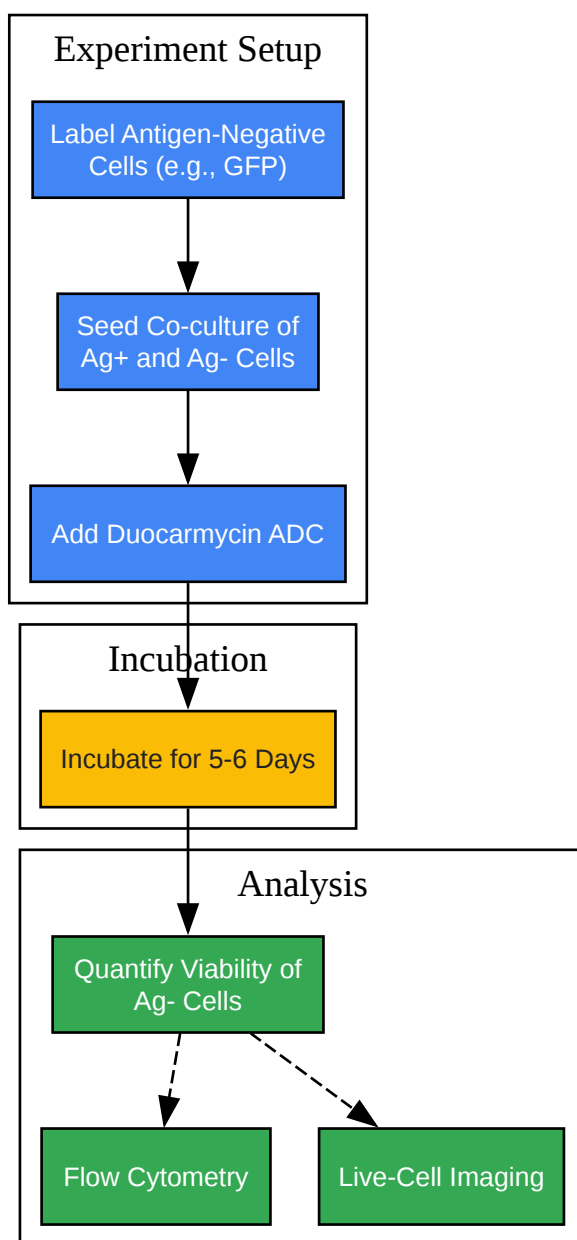 Experiment Setup
Label Antigen-Negative
Cells (e.g., GFP)
Seed Co-culture of
Ag+ and Ag- Cells
Add Duocarmycin ADC
Incubation
Incubate for 5-6 Days
Analysis
Quantify Viability of
Ag- Cells
Flow Cytometry
Live-Cell Imaging